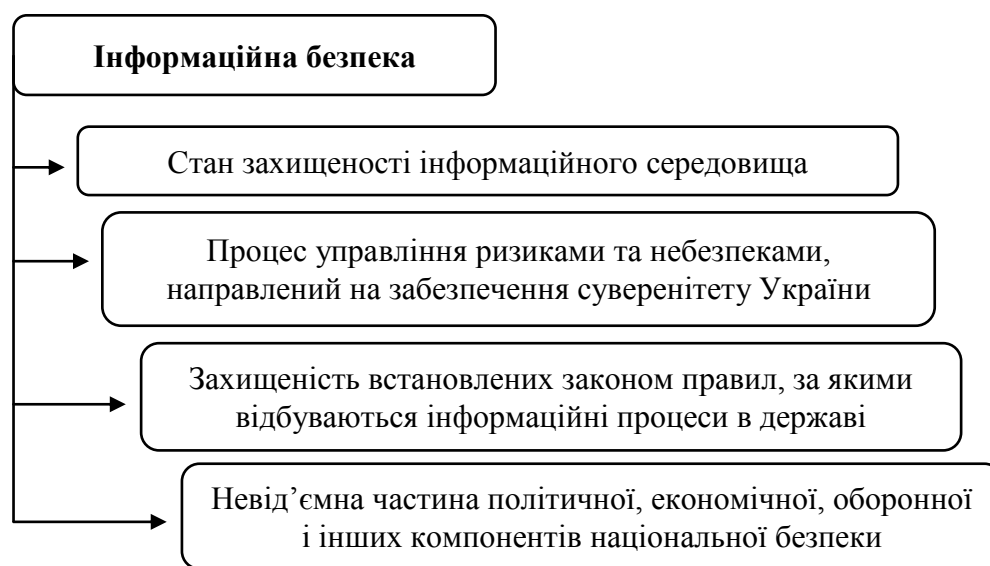 Інформаційна безпека
Стан захищеності інформаційного середовища
Процес управління ризиками та небезпеками,
направлений на забезпечення суверенітету України
Захищеність встановлених законом правил, за якими
відбуваються інформаційні процеси в державі
Невід’ємна частина політичної, економічної, оборонної
і інших компонентів національної безпеки